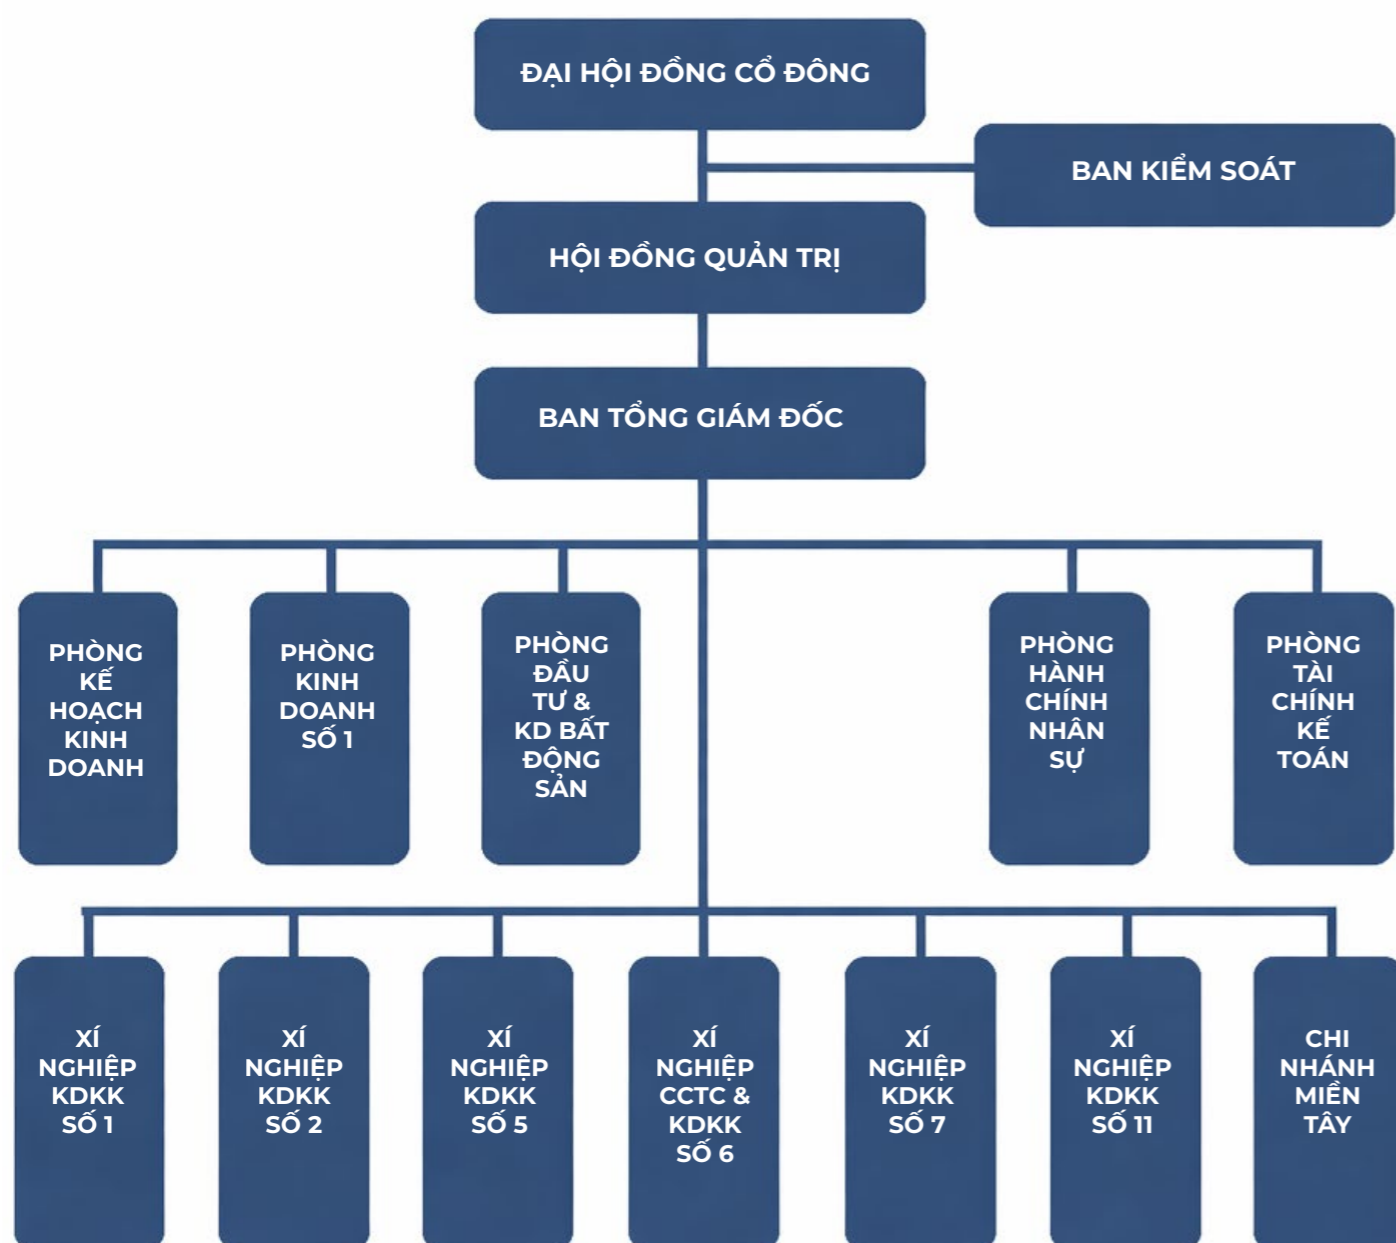 ĐẠI HỘI ĐỒNG CỔ ĐÔNG
BAN KIỂM SOÁT
HỘI ĐỒNG QUẢN TRỊ
BAN TỔNG GIÁM ĐỐC
PHÒNG
KẾ
HOẠCH
KINH
DOANH
PHÒNG
KINH
DOANH
SỐ 1
PHÒNG
ĐẦU
TƯ &
KD BẤT
ĐỘNG
SẢN
PHÒNG
HÀNH
CHÍNH
NHÂN
SỰ
PHÒNG
TÀI
CHÍNH
KẾ
TOÁN
XÍ
NGHIỆP
KDKK
SỐ 1
XÍ
NGHIỆP
KDKK
SỐ 2
XÍ
NGHIỆP
KDKK
SỐ 5
XÍ
NGHIỆP
CCTC &
KDKK
SỐ 6
XÍ
NGHIỆP
KDKK
SỐ 7
XÍ
NGHIỆP
KDKK
SỐ 11
CHI
NHÁNH
MIỀN
TÂY